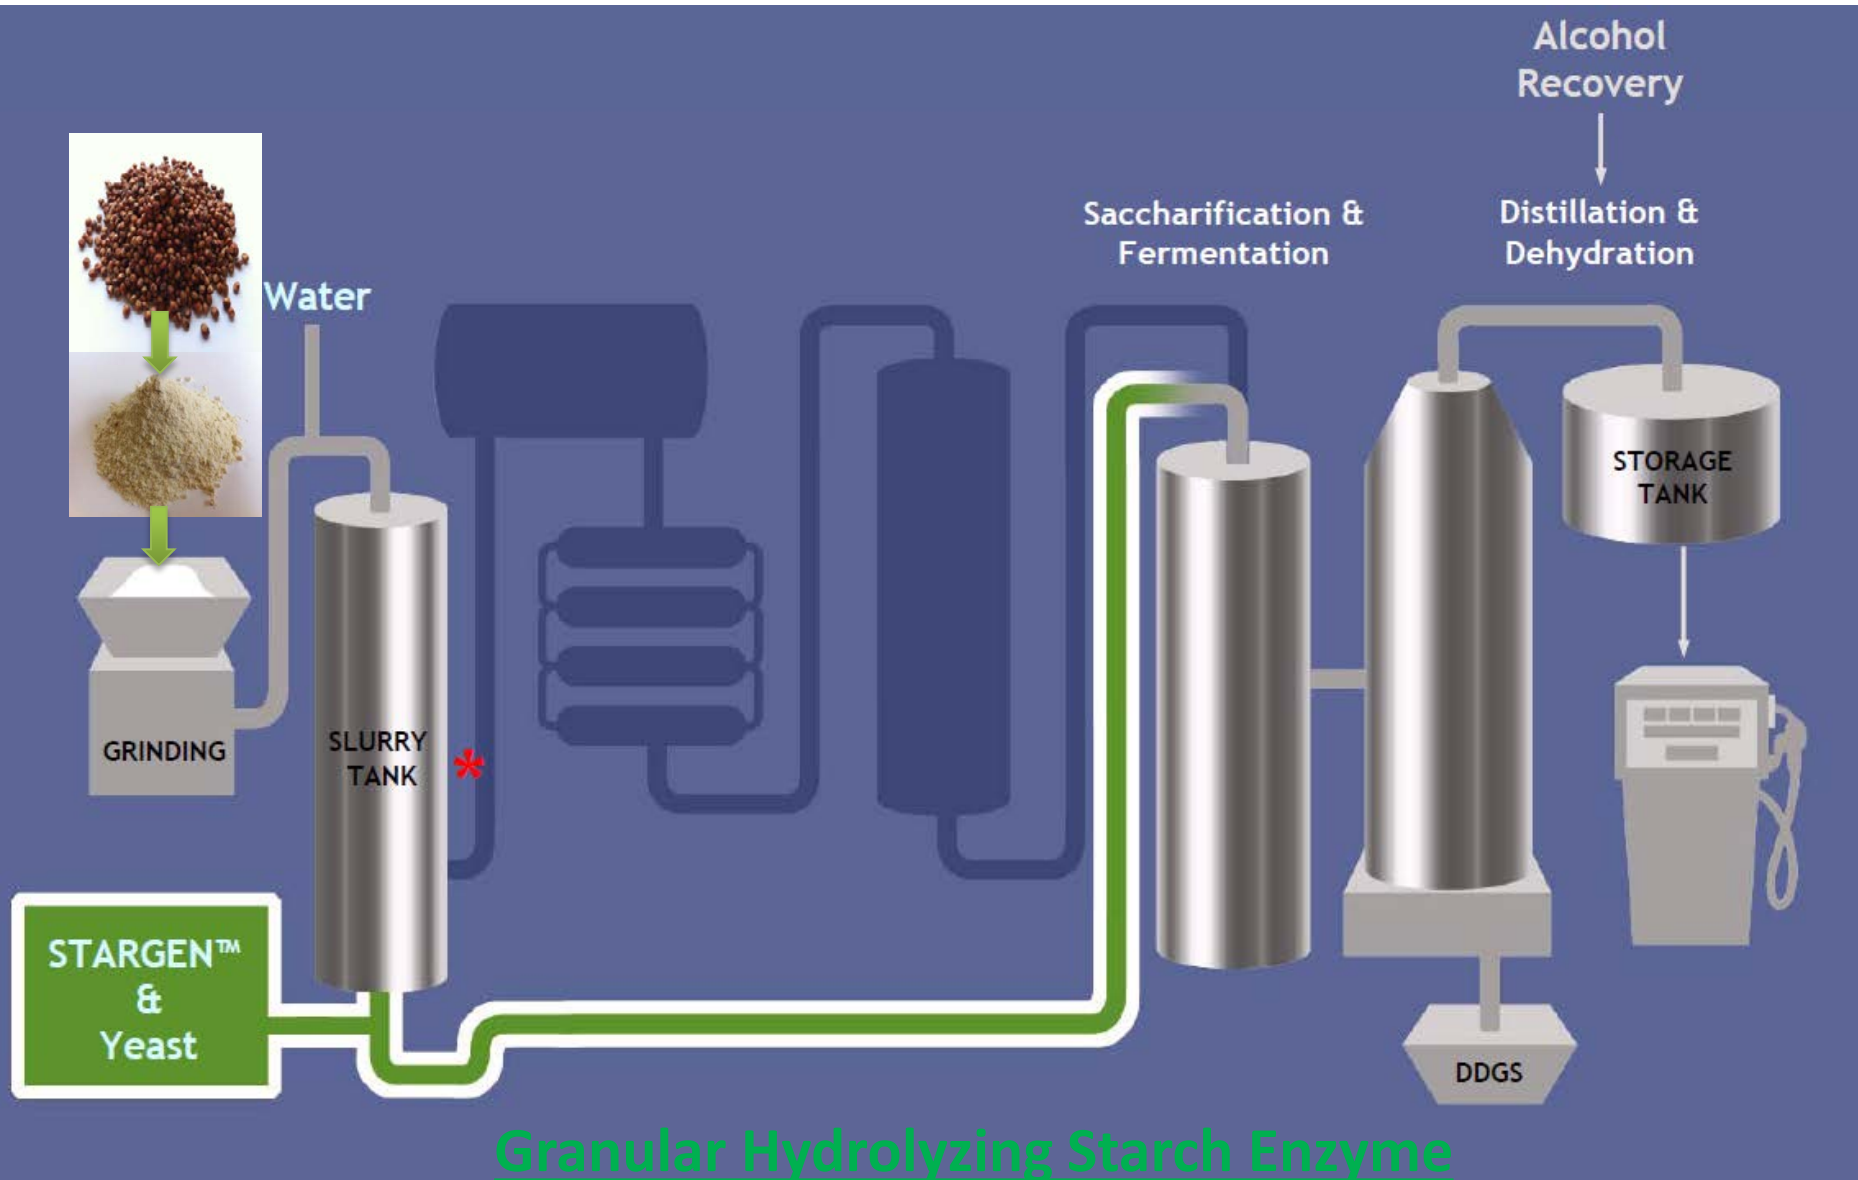 Alcohol
Recovery
Saccharification &
Fermentation
Distillation &
Dehydration
Water
STORAGE
TANK
GRINDING
SLURRY
TANK
*
STARGEN™
&
Yeast
DDGS
Granular Hydrolyzing Starch Enzyme